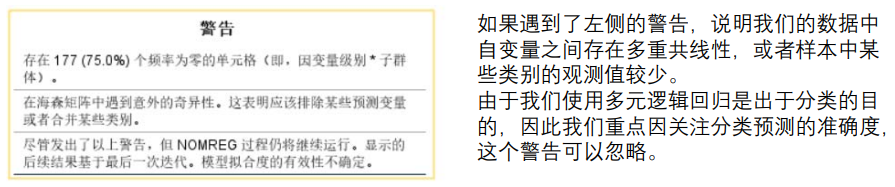 警告
存在 177 (75.0%) 个频率为零的单元格（即，因变量级别 * 子群
体）。
在海森矩阵中遇到意外的奇异性。这表明应该排除某些预测变量
或者合并某些类别。
尽管发出了以上警告，但 NOMREG 过程仍将继续运行。显示的
后续结果基于最后一次迭代。模型拟合度的有效性不确定。
如果遇到了左侧的警告，说明我们的数据中
自变量之间存在多重共线性，或者样本中某
些类别的观测值较少。
由于我们使用多元逻辑回归是出于分类的目
的，因此我们重点因关注分类预测的准确度，
这个警告可以忽略。